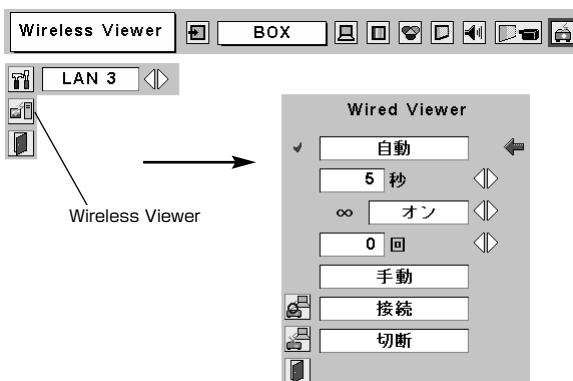 Wireless Viewer
BOX
LAN 3
Wireless Viewer
Wired Viewer
自動
5 秒
∞ オン
0 回
手動
接続
切断